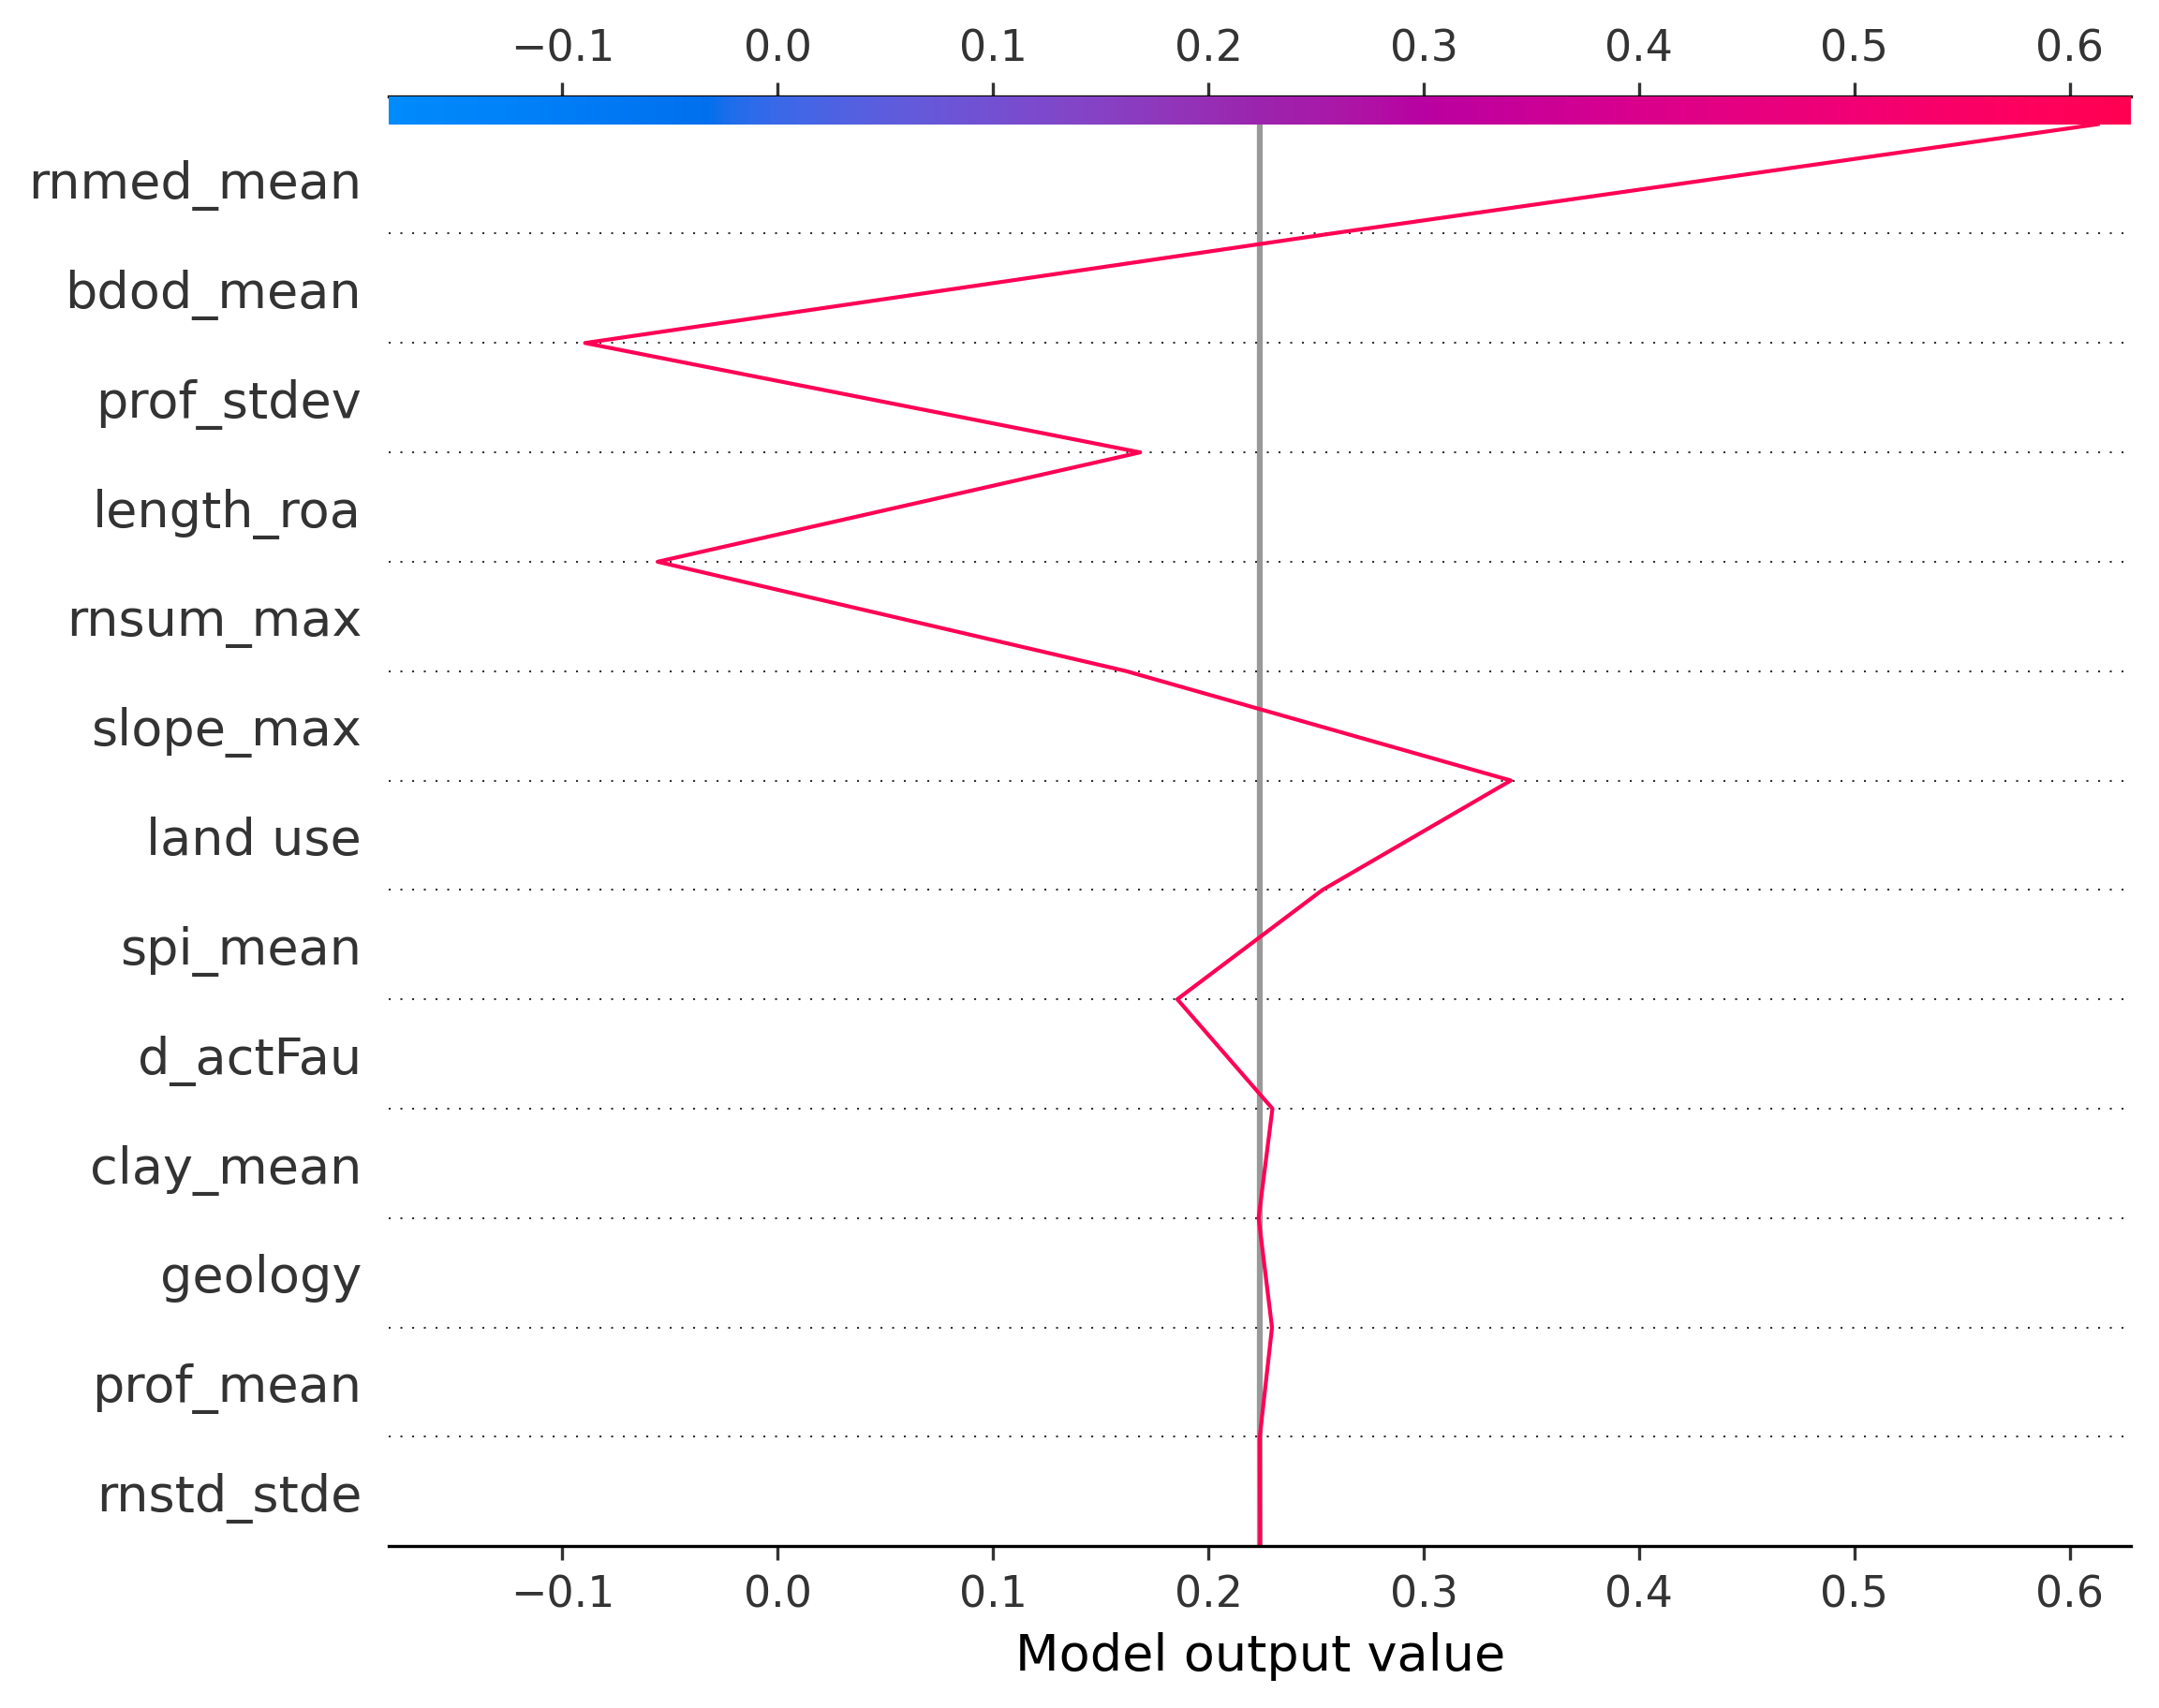 −0.1 0.0 0.1 0.2 0.3 0.4 0.5 0.6
rnmed_mean
bdod_mean
prof_stdev
length_roa
rnsum_max
slope_max
land use
spi_mean
d_actFau
clay_mean
geology
prof_mean
rnstd_stde
−0.1 0.0 0.1 0.2 0.3 0.4 0.5 0.6
Model output value